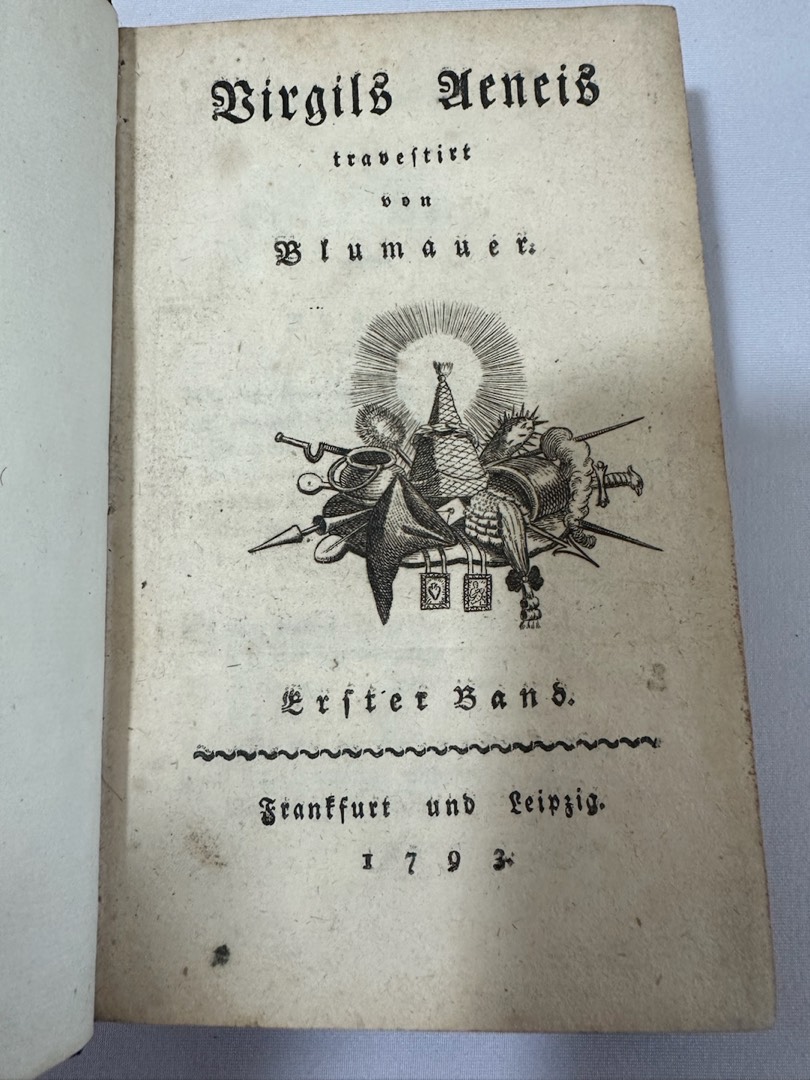 Virgils Aeneis
traveſtirt
von
Blumauer.
Erſter Band.
Frankfurt und Leipzig.
1793.